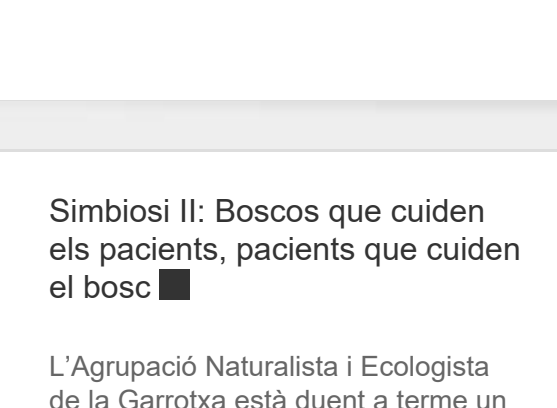 Simbiosi II: Boscos que cuiden
els pacients, pacients que cuiden
el bosc
L’Agrupació Naturalista i Ecologista
de la Garrotxa està duent a terme un